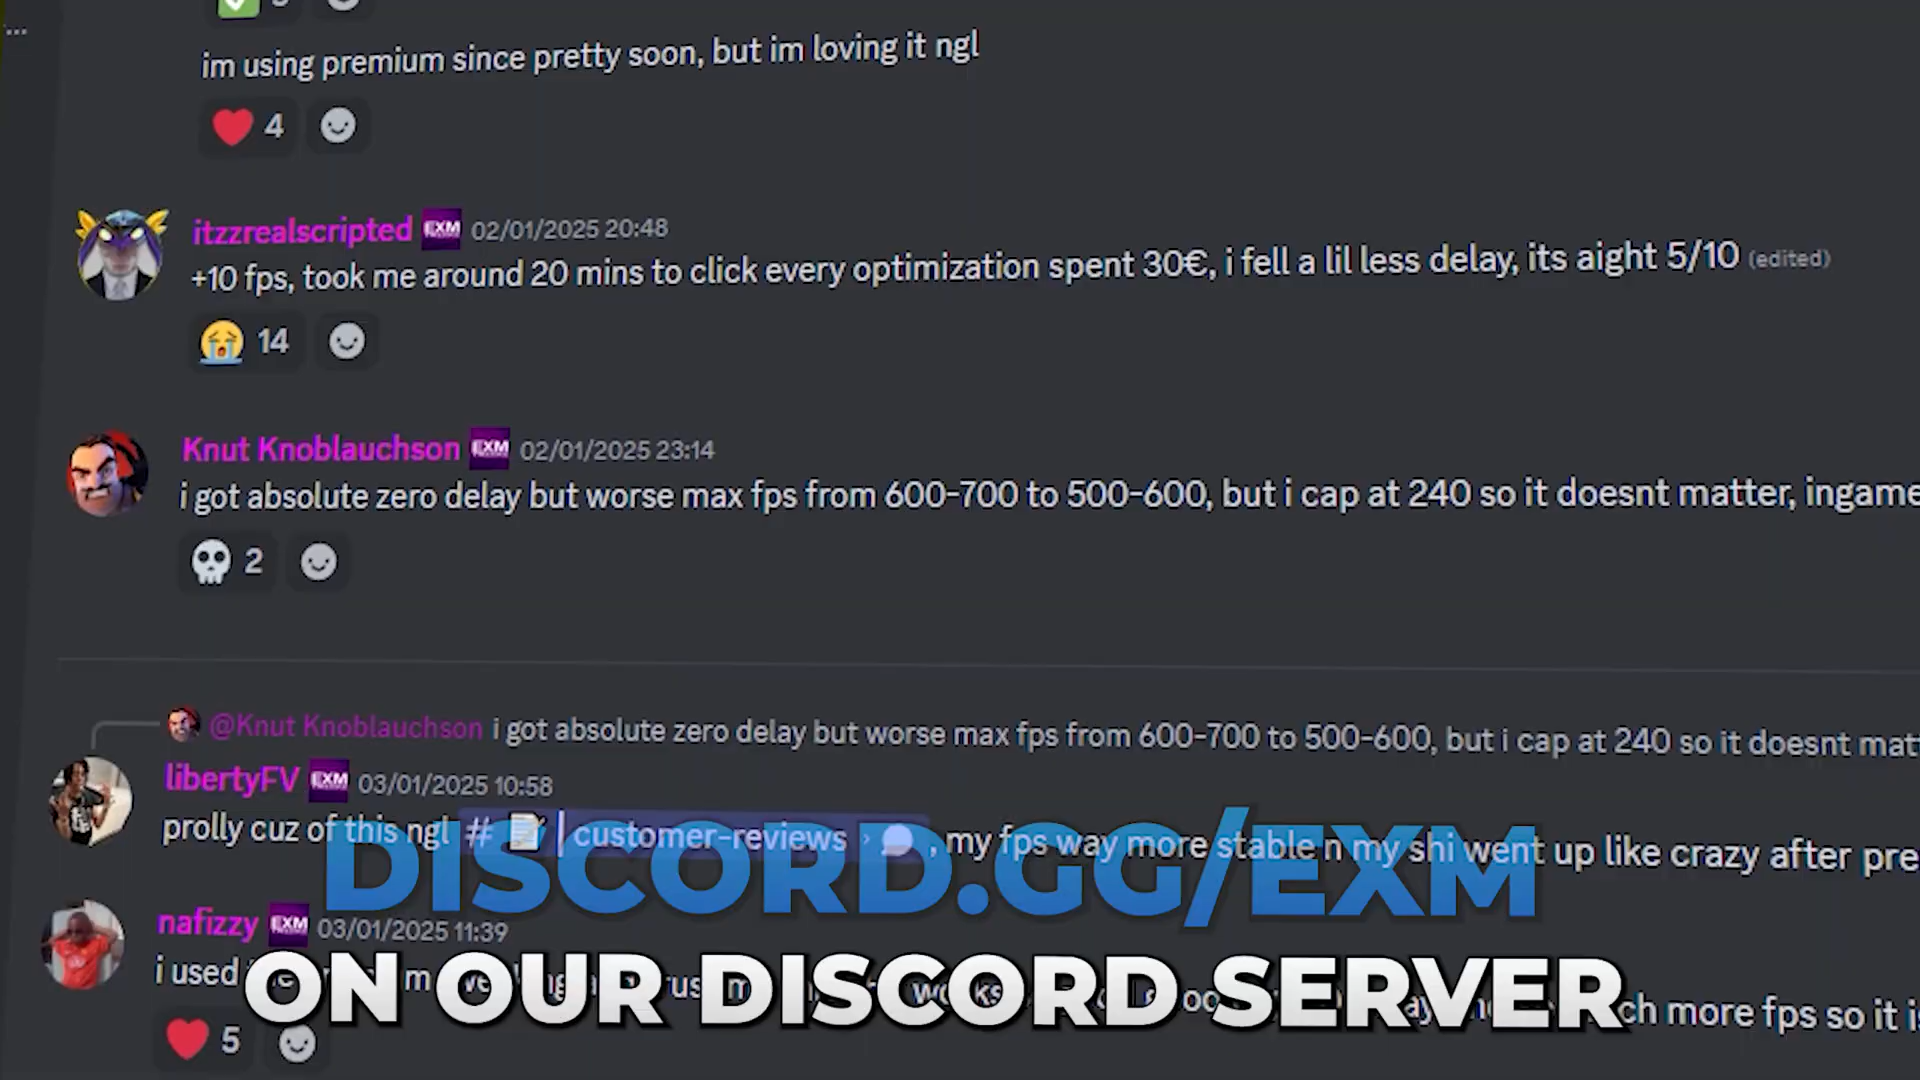 im using premium since pretty soon, but im loving it ngl
4
itzzrealscripted EXM 02/01/2025 20:48
+10 fps, took me around 20 mins to click every optimization spent 30€, i fell a lil less delay, its aight 5/10 (edited)
14
Knut Knoblauchson EXM 02/01/2025 23:14
i got absolute zero delay but worse max fps from 600-700 to 500-600, but i cap at 240 so it doesnt matter, ingame
2
@Knut Knoblauchson i got absolute zero delay but worse max fps from 600-700 to 500-600, but i cap at 240 so it doesnt matt
libertyFV EXM 03/01/2025 10:58
prolly cuz of this ngl # | customer-reviews › , my fps way more stable n my shi went up like crazy after pre
DISCORD.GG/EXM
nafizzy EXM 03/01/2025 11:39
i used works ch more fps so it is
ON OUR DISCORD SERVER
5